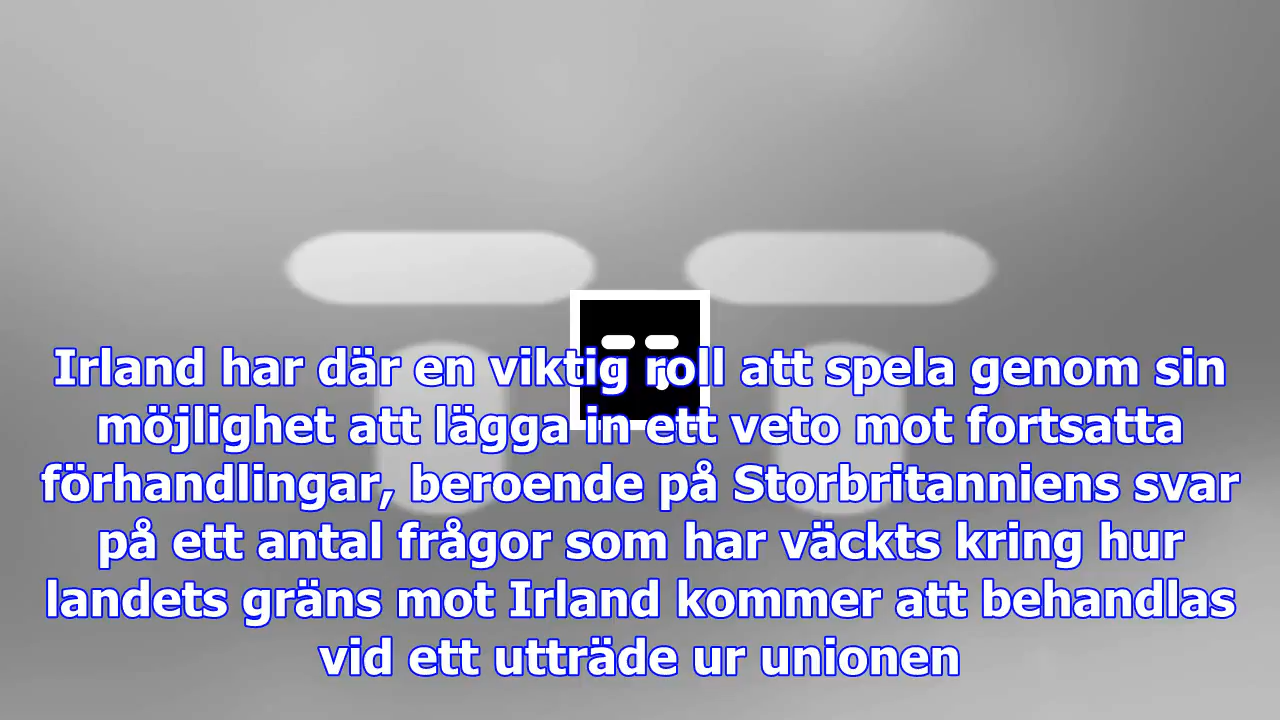 Irland har där en viktig roll att spela genom sin
möjlighet att lägga in ett veto mot fortsatta
förhandlingar, beroende på Storbritanniens svar
på ett antal frågor som har väckts kring hur
landets gräns mot Irland kommer att behandlas
vid ett utträde ur unionen